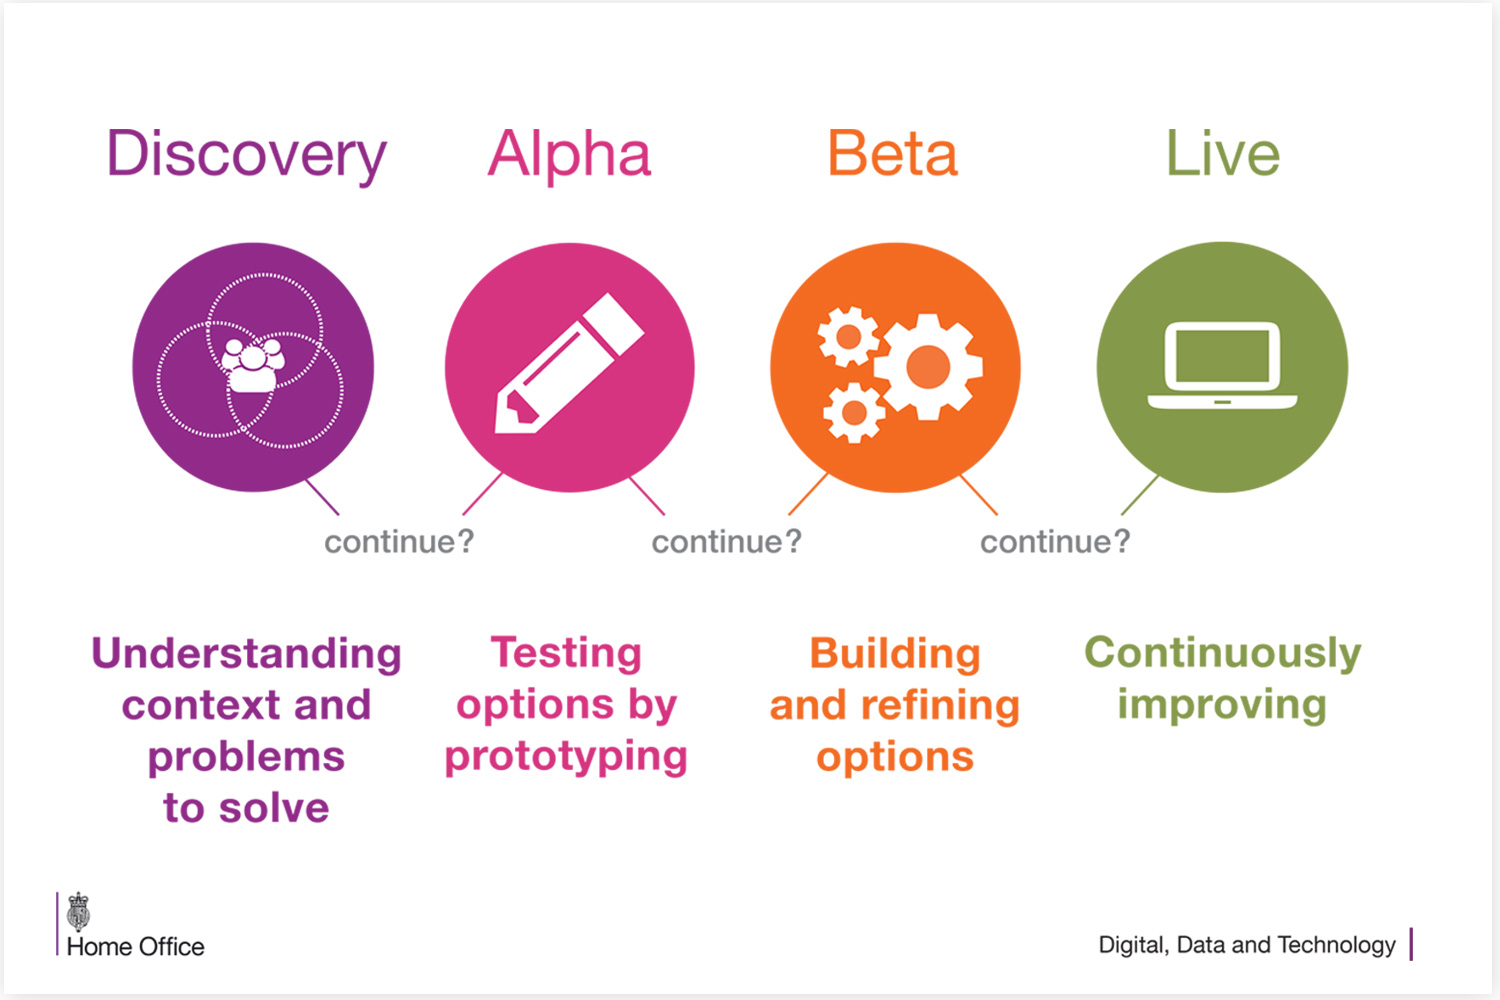 Discovery
Alpha
Beta
Live
continue?
continue?
continue?
Understanding
context and
problems
to solve
Testing
options by
prototyping
Building
and refining
options
Continuously
improving
Home Office
Digital, Data and Technology